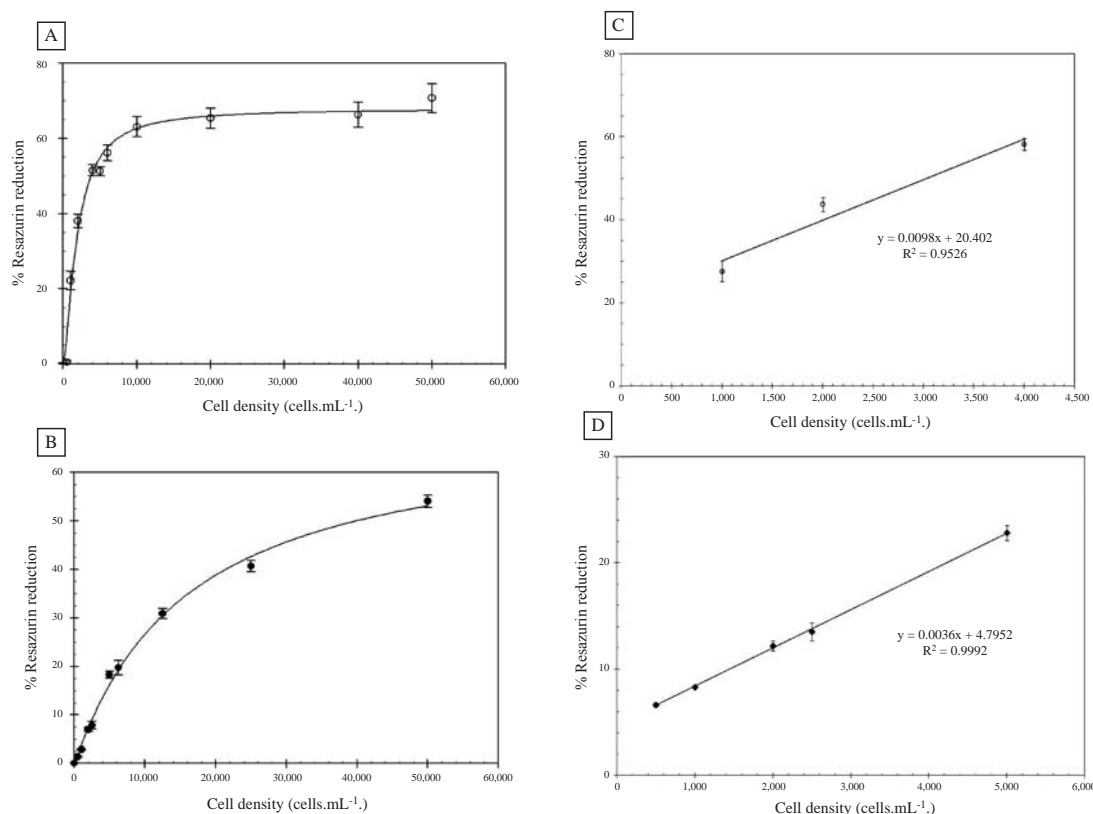 A
80
60
40
20
0
% Resazurin reduction
0 10,000 20,000 30,000 40,000 50,000 60,000
Cell density (cells.mL⁻¹.)
B
60
50
40
30
20
10
0
% Resazurin reduction
0 10,000 20,000 30,000 40,000 50,000 60,000
Cell density (cells.mL⁻¹.)
C
80
60
40
20
0
% Resazurin reduction
y = 0.0098x + 20.402
R² = 0.9526
0 500 1,000 1,500 2,000 2,500 3,000 3,500 4,000 4,500
Cell density (cells.mL⁻¹.)
D
30
20
10
0
% Resazurin reduction
y = 0.0036x + 4.7952
R² = 0.9992
0 1,000 2,000 3,000 4,000 5,000 6,000
Cell density (cells.mL⁻¹.)